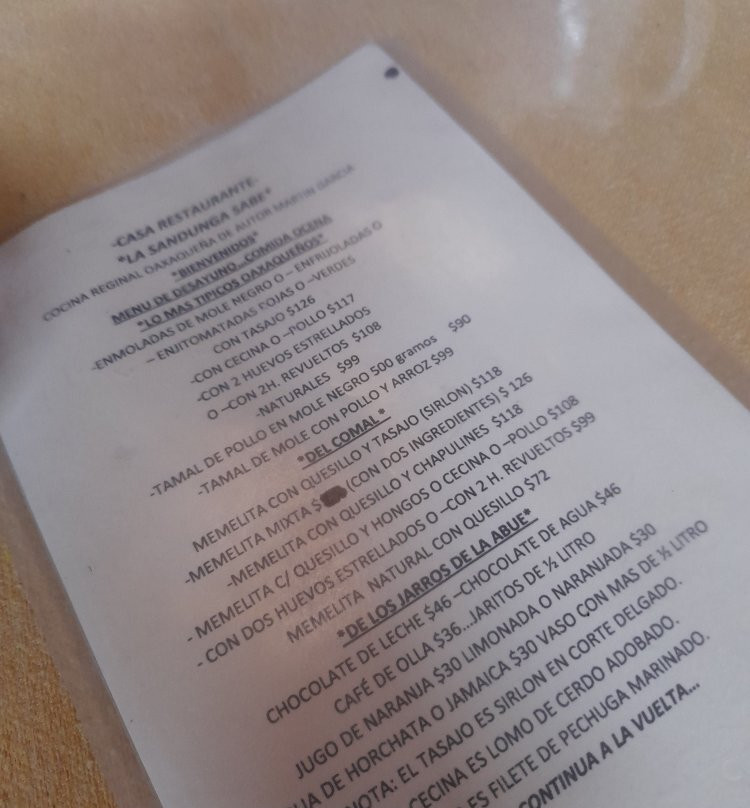 -CASA RESTAURANTE-
*LA SANDUNGA SABE*
COCINA REGINAL OAXAQUEÑA DE AUTOR MARTIN GARCIA
*BIENVENIDOS*
MENU DE DESAYUNO -COMIDA OCENA
*LO MAS TIPICOS OAXAQUEÑOS*
-ENMOLADAS DE MOLE NEGRO O – ENFRIJOLADAS O
– ENJITOMATADAS ROJAS O –VERDES
CON TASAJO $126
-CON CECINA O –POLLO $117
-CON 2 HUEVOS ESTRELLADOS
O –CON 2H. REVUELTOS $108
-NATURALES $99
-TAMAL DE POLLO EN MOLE NEGRO 500 gramos $90
-TAMAL DE MOLE CON POLLO Y ARROZ $99
*DEL COMAL*
MEMELITA CON QUESILLO Y TASAJO (SIRLON) $118
-MEMELITA MIXTA $ (CON DOS INGREDIENTES) $ 126
-MEMELITA CON QUESILLO Y CHAPULINES $118
- MEMELITA C/ QUESILLO Y HONGOS O CECINA O –POLLO $108
- CON DOS HUEVOS ESTRELLADOS O –CON 2 H. REVUELTOS $99
MEMELITA NATURAL CON QUESILLO $72
*DE LOS JARROS DE LA ABUE*
CHOCOLATE DE LECHE $46 –CHOCOLATE DE AGUA $46
CAFÉ DE OLLA $36...JARITOS DE ½ LITRO
JUGO DE NARANJA $30 LIMONADA O NARANJADA $30
DE HORCHATA O JAMAICA $30 VASO CON MAS DE ½ LITRO
NOTA: EL TASAJO ES SIRLON EN CORTE DELGADO.
CECINA ES LOMO DE CERDO ADOBADO.
ES FILETE DE PECHUGA MARINADO.
CONTINUA A LA VUELTA...